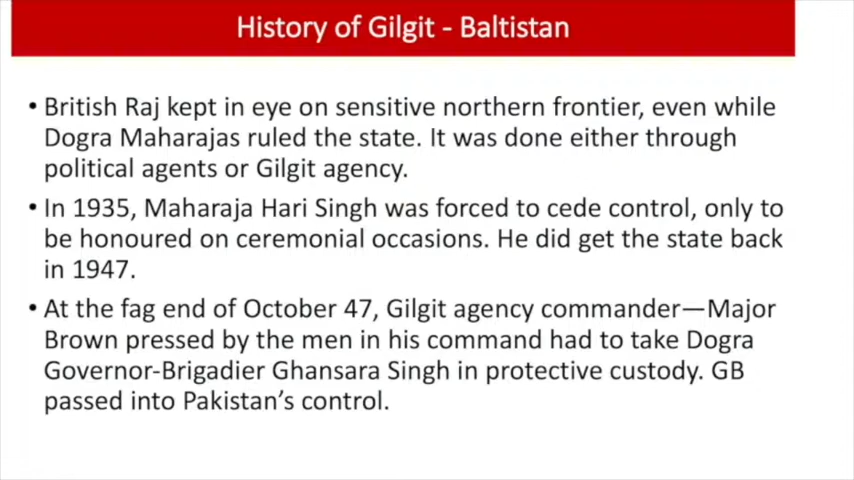 History of Gilgit - Baltistan
• British Raj kept in eye on sensitive northern frontier, even while
Dogra Maharajas ruled the state. It was done either through
political agents or Gilgit agency.
• In 1935, Maharaja Hari Singh was forced to cede control, only to
be honoured on ceremonial occasions. He did get the state back
in 1947.
• At the fag end of October 47, Gilgit agency commander—Major
Brown pressed by the men in his command had to take Dogra
Governor-Brigadier Ghansara Singh in protective custody. GB
passed into Pakistan's control.